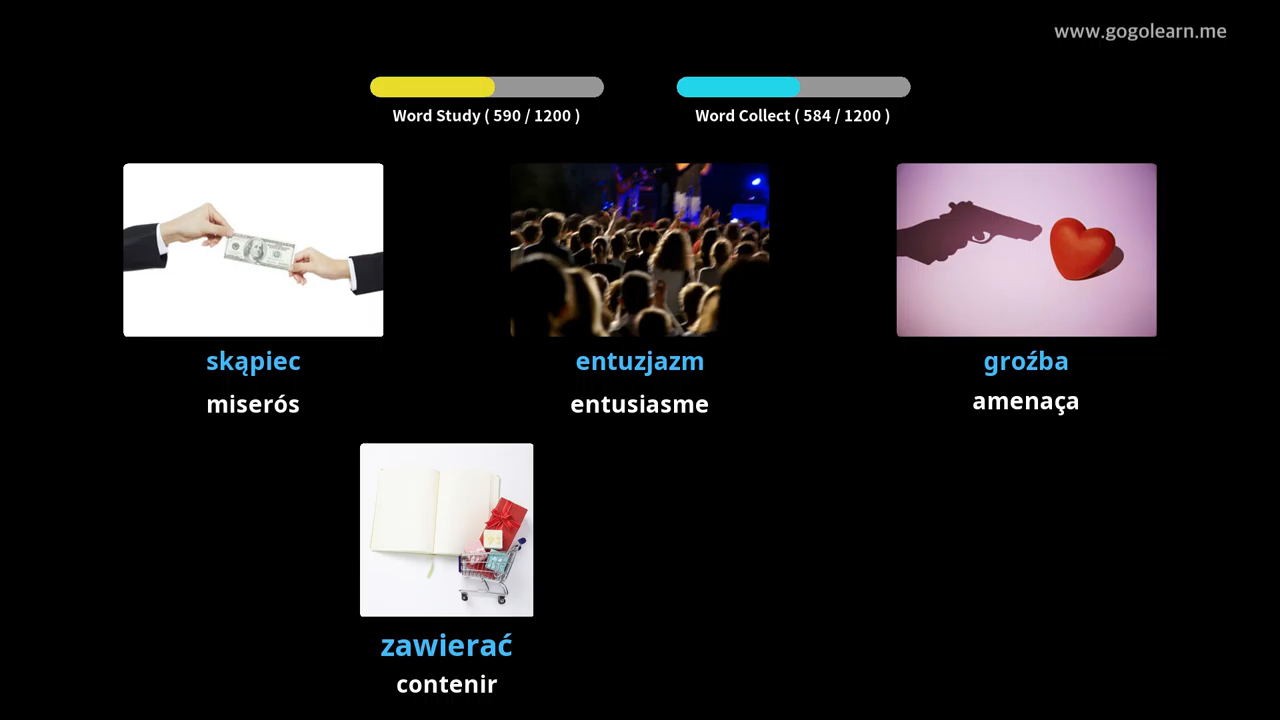 www.gogolearn.me
Word Study ( 590 / 1200 )
Word Collect ( 584 / 1200 )
skąpiec
entuzjazm
groźba
miserós
entusiasme
amenaça
zawierać
contenir